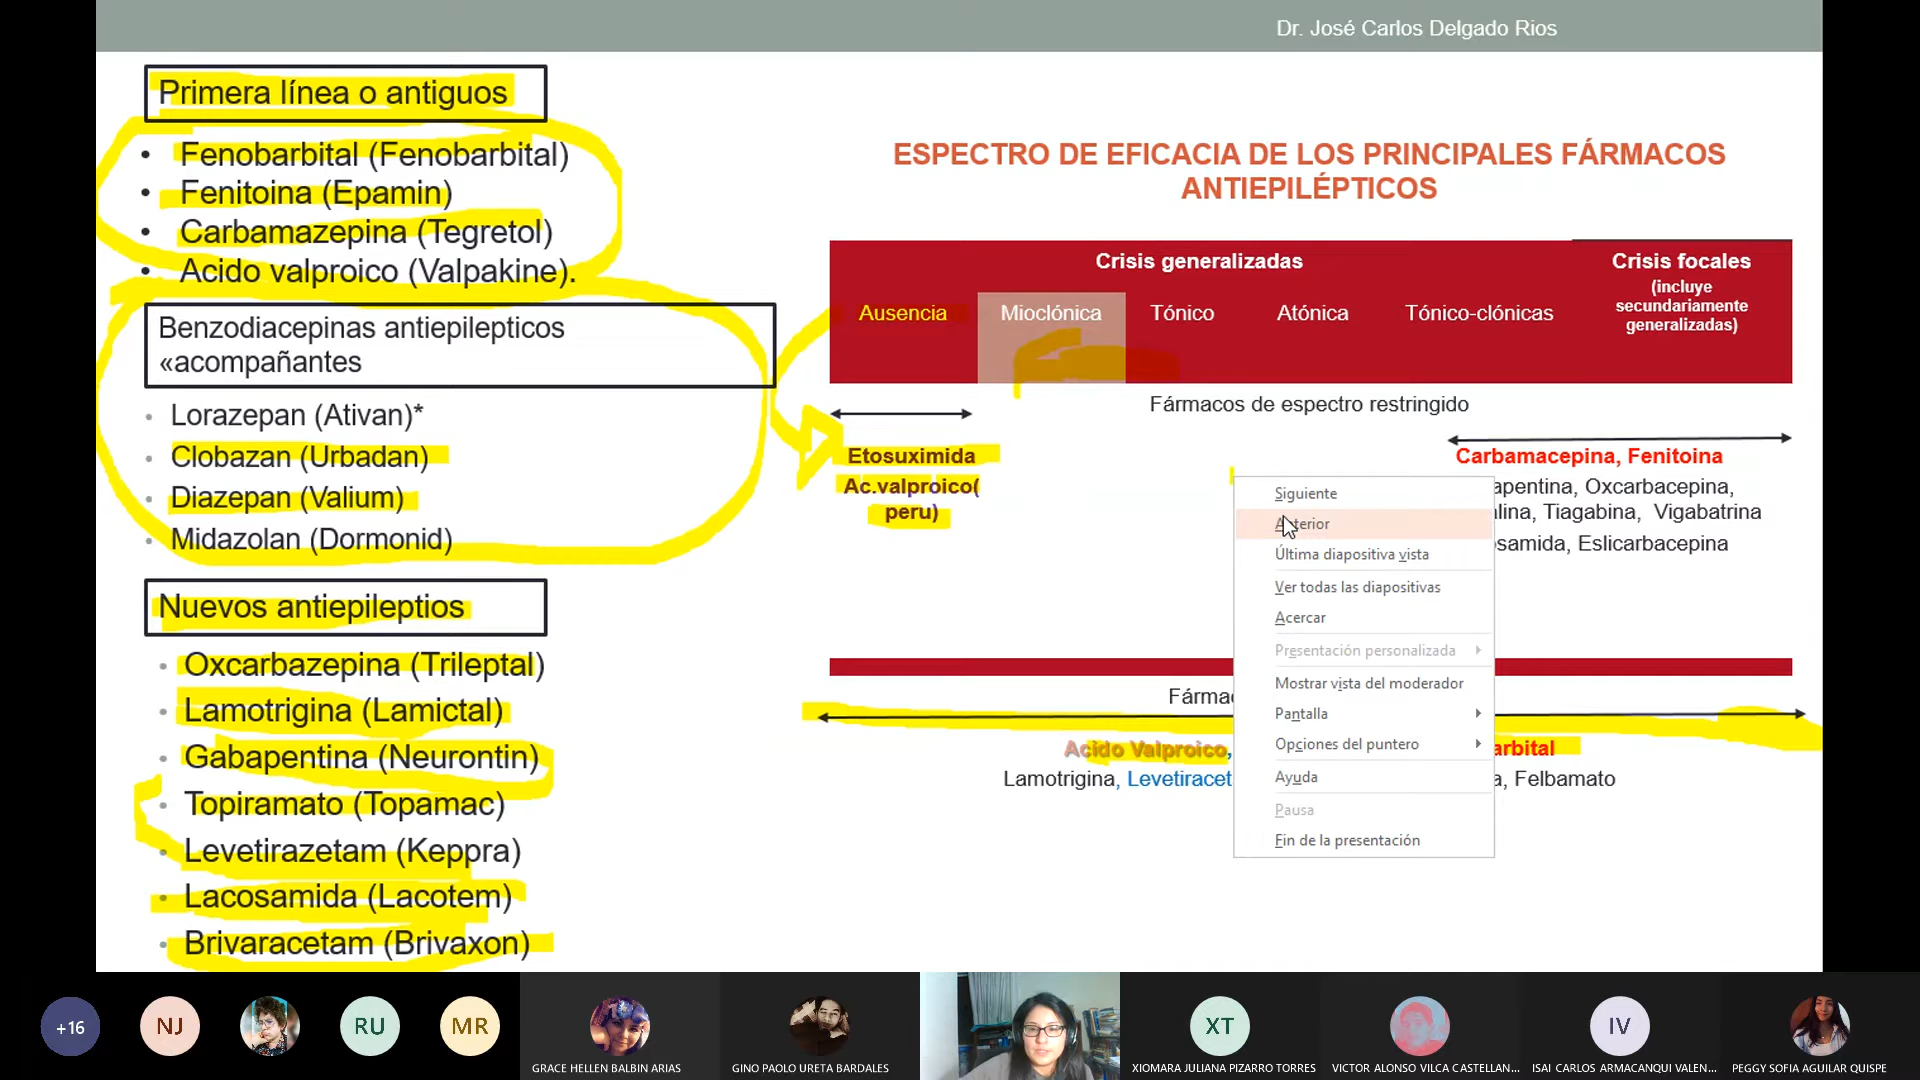 Dr. José Carlos Delgado Rios
Primera línea o antiguos
• Fenobarbital (Fenobarbital)
• Fenitoina (Epamin)
• Carbamazepina (Tegretol)
• Acido valproico (Valpakine).
Benzodiacepinas antiepilepticos
«acompañantes
• Lorazepan (Ativan)*
• Clobazan (Urbadan)
• Diazepan (Valium)
• Midazolan (Dormonid)
Nuevos antiepileptios
• Oxcarbazepina (Trileptal)
• Lamotrigina (Lamictal)
• Gabapentina (Neurontin)
• Topiramato (Topamac)
• Levetirazetam (Keppra)
• Lacosamida (Lacotem)
• Brivaracetam (Brivaxon)
ESPECTRO DE EFICACIA DE LOS PRINCIPALES FÁRMACOS
ANTIEPILÉPTICOS
Crisis generalizadas
Ausencia Mioclónica Tónico Atónica Tónico-clónicas
Crisis focales
(incluye
secundariamente
generalizadas)
Fármacos de espectro restringido
Etosuximida
Ac.valproico(
peru)
Carbamacepina, Fenitoina
apentina, Oxcarbacepina,
lina, Tiagabina, Vigabatrina
osamida, Eslicarbacepina
Fárma
Acido Valproico, arbital
Lamotrigina, Levetiracet a, Felbamato
Siguiente
Anterior
Última diapositiva vista
Ver todas las diapositivas
Acercar
Presentación personalizada
Mostrar vista del moderador
Pantalla
Opciones del puntero
Ayuda
Pausa
Fin de la presentación
+16
NJ
RU
MR
GRACE HELLEN BALBIN ARIAS
GINO PAOLO URETA BARDALES
XT
XIOMARA JULIANA PIZARRO TORRES
VICTOR ALONSO VILCA CASTELLAN...
IV
ISAI CARLOS ARMACANQUI VALEN...
PEGGY SOFIA AGUILAR QUISPE